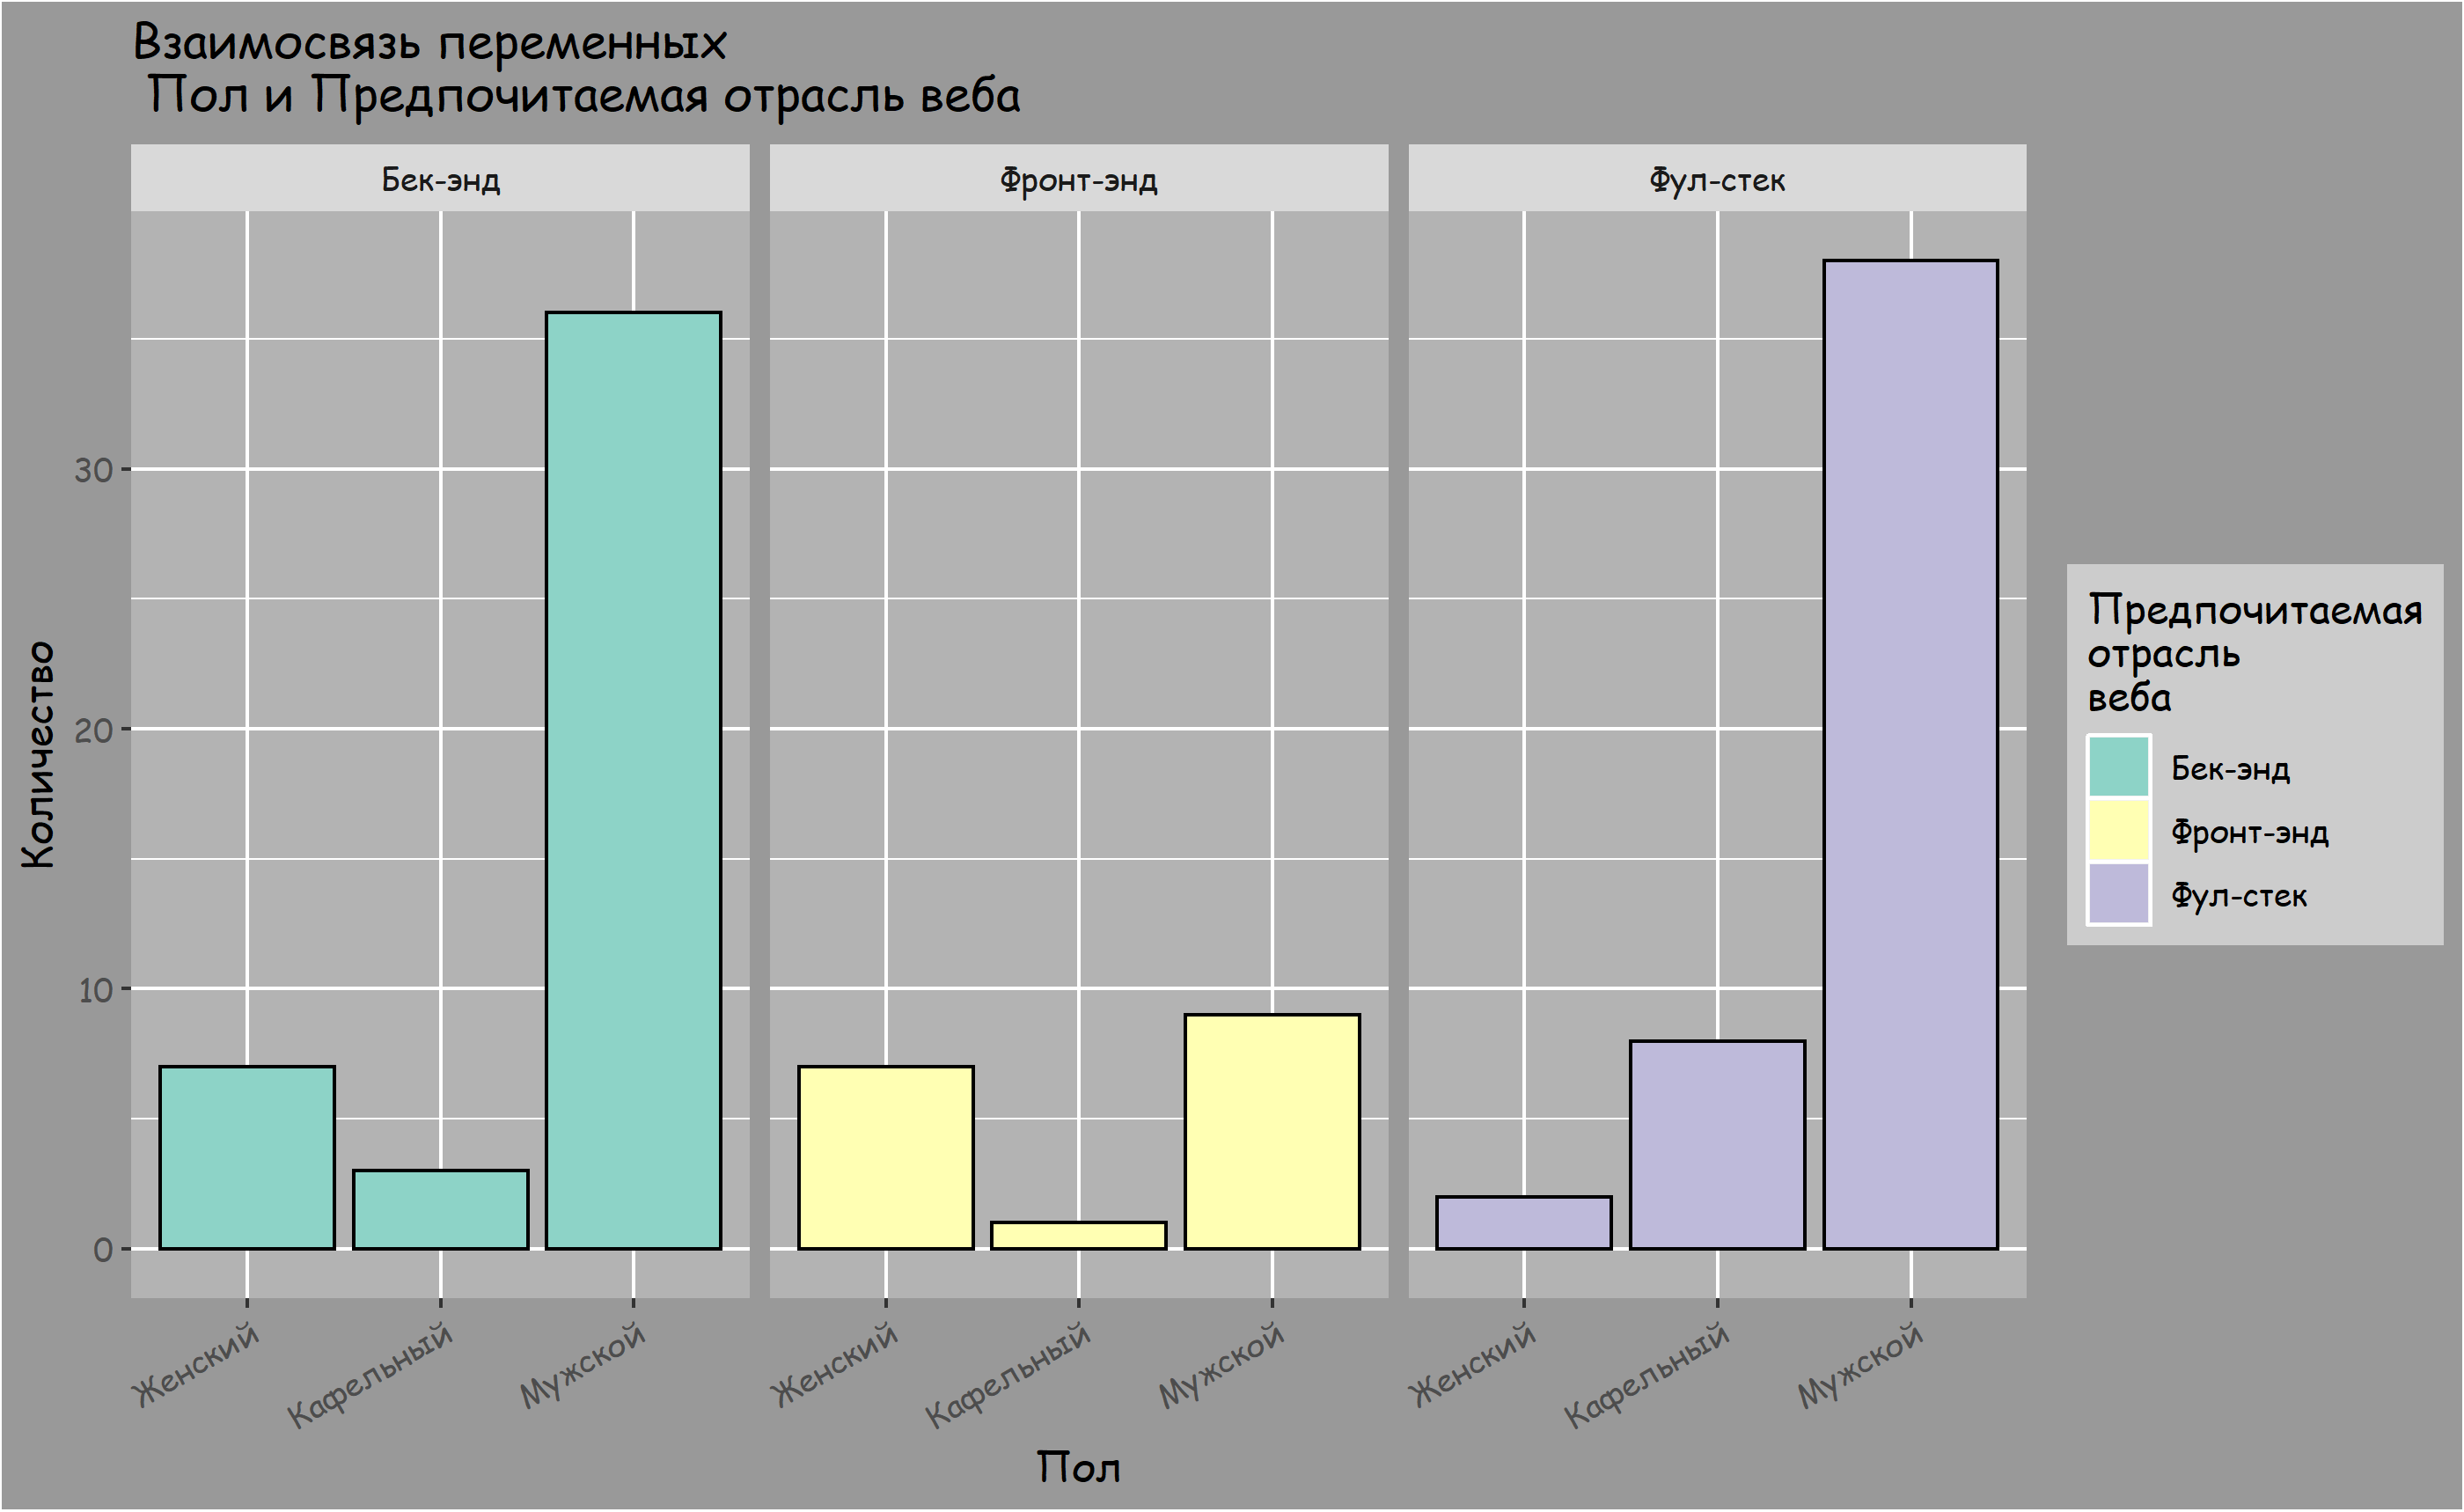 Взаимосвязь переменных
Пол и Предпочитаемая отрасль веба
Бек-энд
Фронт-энд
Фул-стек
Количество
30
20
10
0
Женский
Кафельный
Мужской
Женский
Кафельный
Мужской
Женский
Кафельный
Мужской
Пол
Предпочитаемая
отрасль
веба
Бек-энд
Фронт-энд
Фул-стек